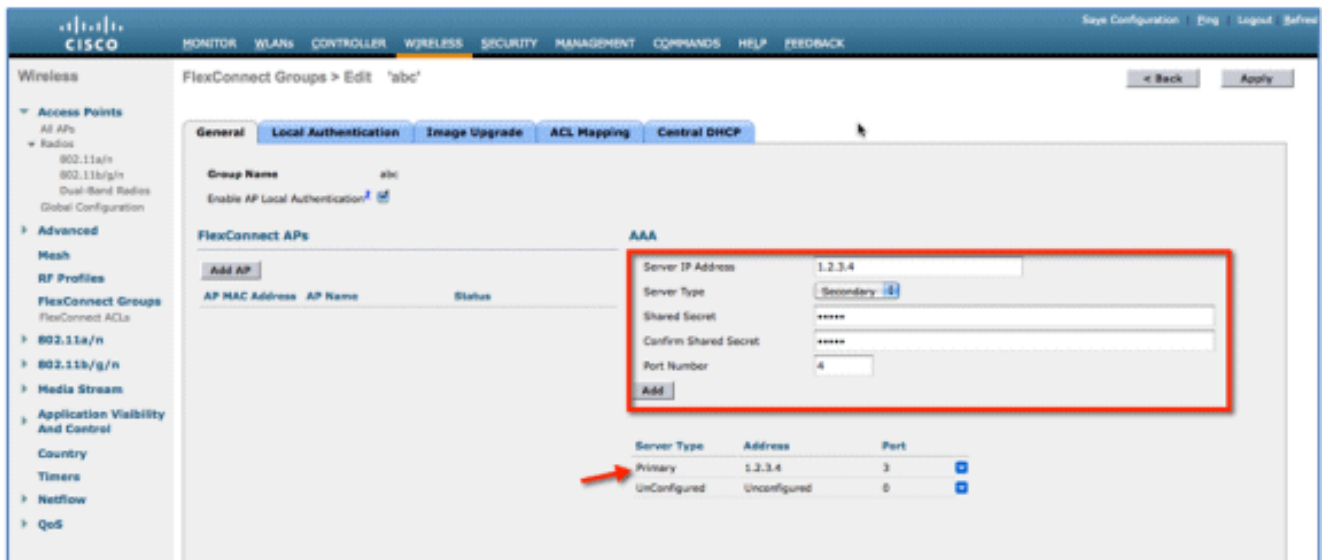 Save Configuration | Ping | Logout | Refres
CISCO
MONITOR WLANs CONTROLLER WIRELESS SECURITY MANAGEMENT COMMANDS HELP FEEDBACK
Wireless
FlexConnect Groups > Edit 'abc'
< Back
Apply
Access Points
All APs
Radios
802.11a/n
802.11b/g/n
Dual-Band Radios
Global Configuration
Advanced
Mesh
RF Profiles
FlexConnect Groups
FlexConnect ACLs
802.11a/n
802.11b/g/n
Media Stream
Application Visibility
And Control
Country
Timers
Netflow
QoS
General
Local Authentication
Image Upgrade
ACL Mapping
Central DHCP
Group Name abc
Enable AP Local Authentication2
FlexConnect APs
Add AP
AP MAC Address AP Name Status
AAA
Server IP Address 1.2.3.4
Server Type Secondary
Shared Secret •••••
Confirm Shared Secret •••••
Port Number 4
Add
Server Type Address Port
Primary 1.2.3.4 3
UnConfigured Unconfigured 0